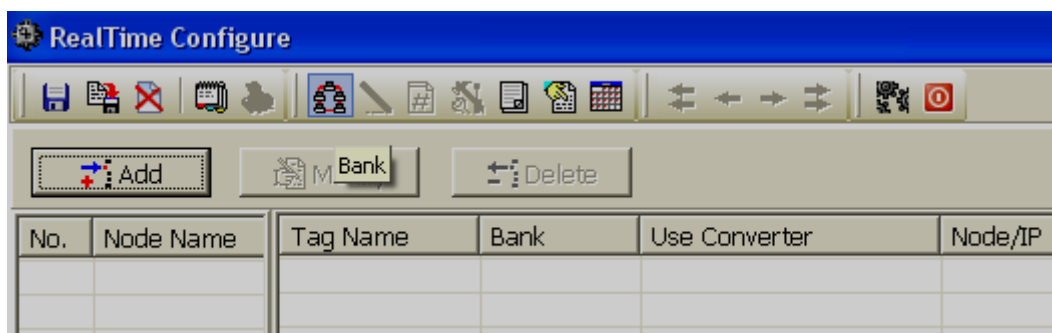 RealTime Configure
Add
Bank
Delete
No. Node Name Tag Name Bank Use Converter Node/IP